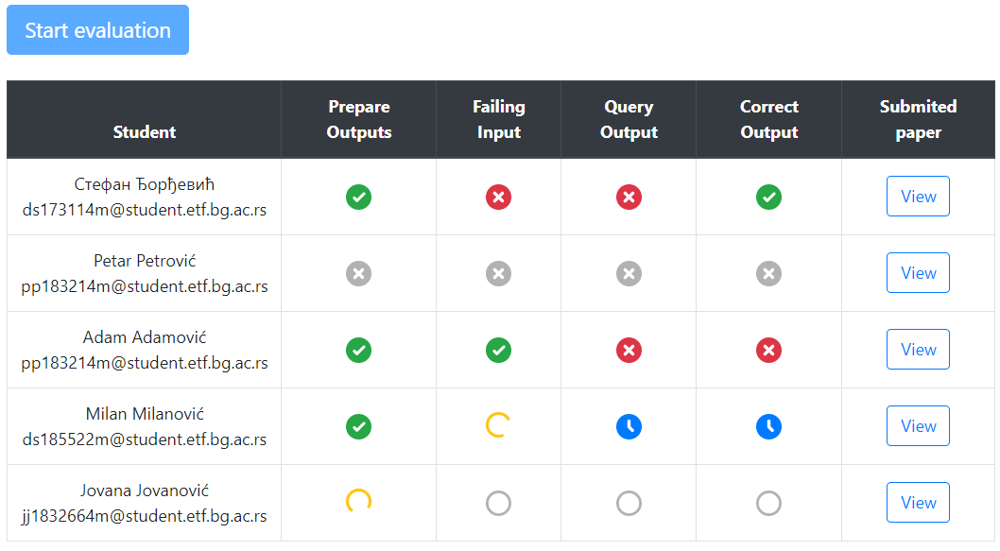 Start evaluation
Student
Prepare Outputs
Failing Input
Query Output
Correct Output
Submited paper
Стефан Ђорђевић
ds173114m@student.etf.bg.ac.rs
View
Petar Petrović
pp183214m@student.etf.bg.ac.rs
View
Adam Adamović
pp183214m@student.etf.bg.ac.rs
View
Milan Milanović
ds185522m@student.etf.bg.ac.rs
View
Jovana Jovanović
jj1832664m@student.etf.bg.ac.rs
View